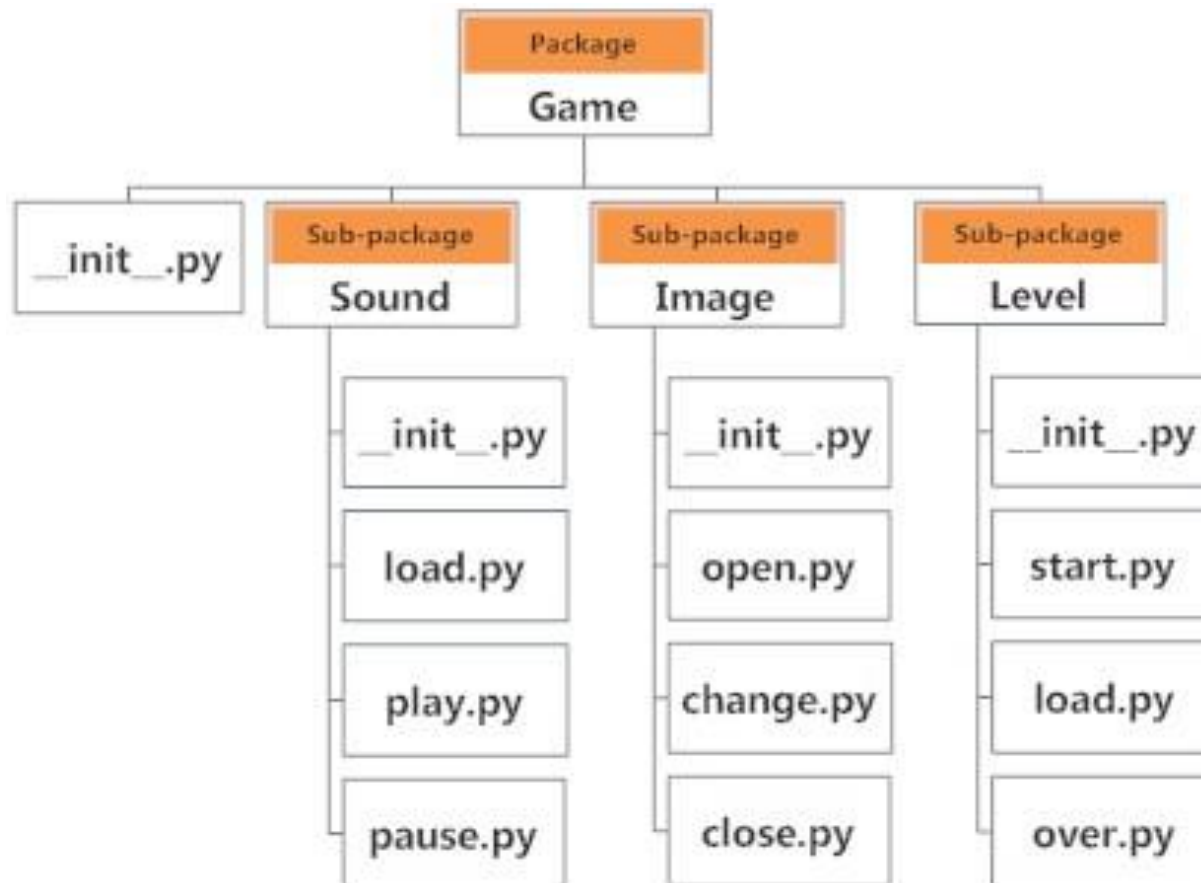 Package
Game
__init__.py
Sub-package
Sound
Sub-package
Image
Sub-package
Level
__init__.py
load.py
play.py
pause.py
__init__.py
open.py
change.py
close.py
__init__.py
start.py
load.py
over.py